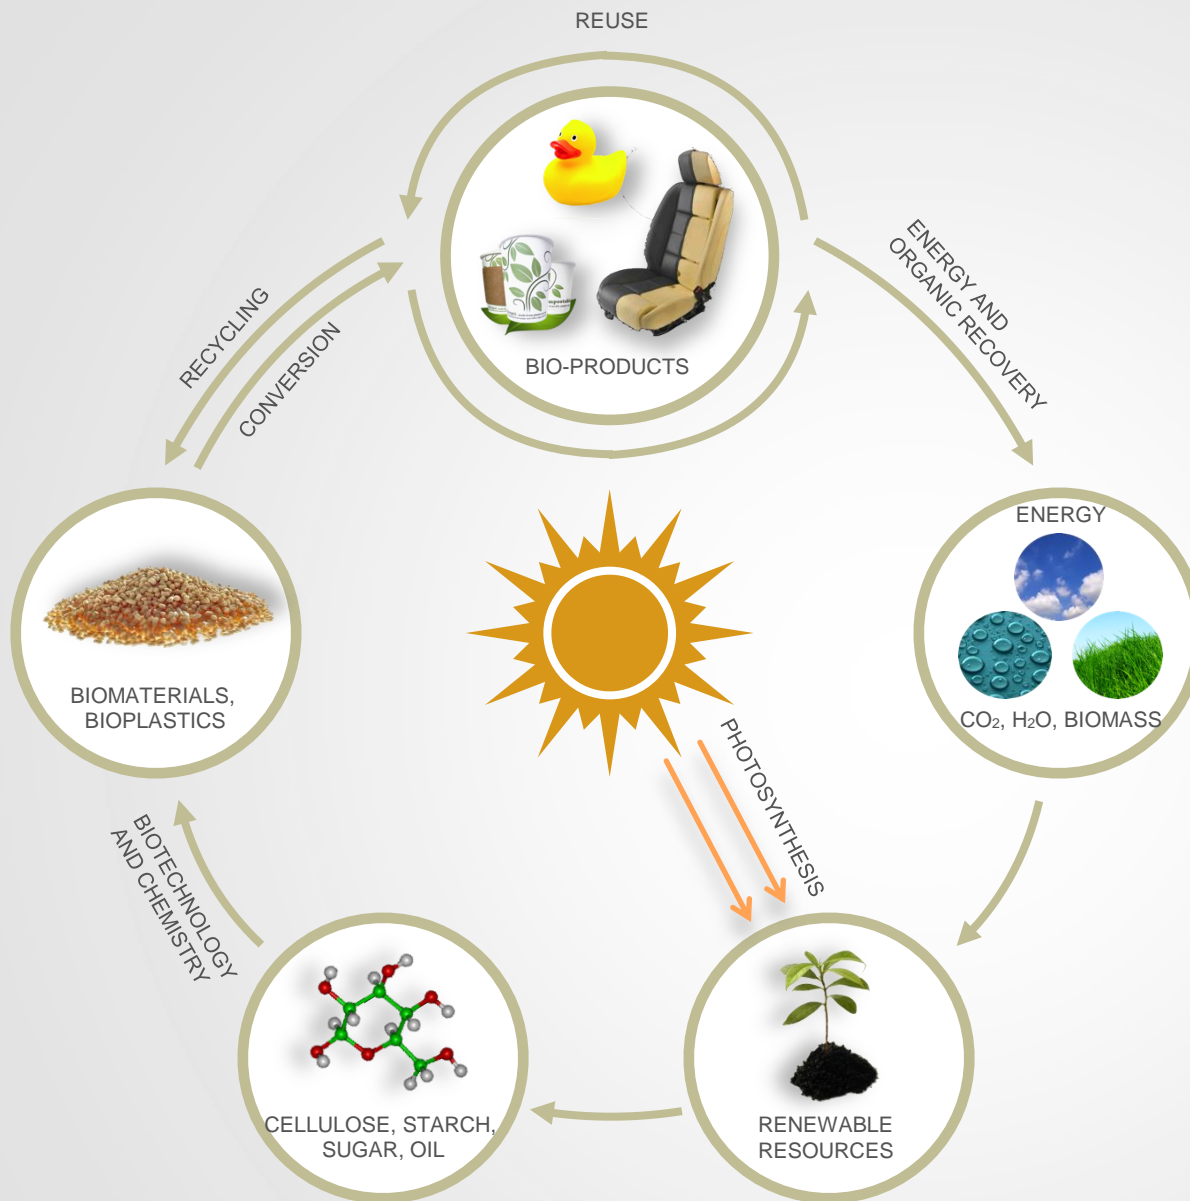 REUSE
BIO-PRODUCTS
ENERGY AND
ORGANIC RECOVERY
RECYCLING
CONVERSION
ENERGY
CO₂, H₂O, BIOMASS
BIOMATERIALS,
BIOPLASTICS
PHOTOSYNTHESIS
BIOTECHNOLOGY
AND CHEMISTRY
CELLULOSE, STARCH,
SUGAR, OIL
RENEWABLE
RESOURCES